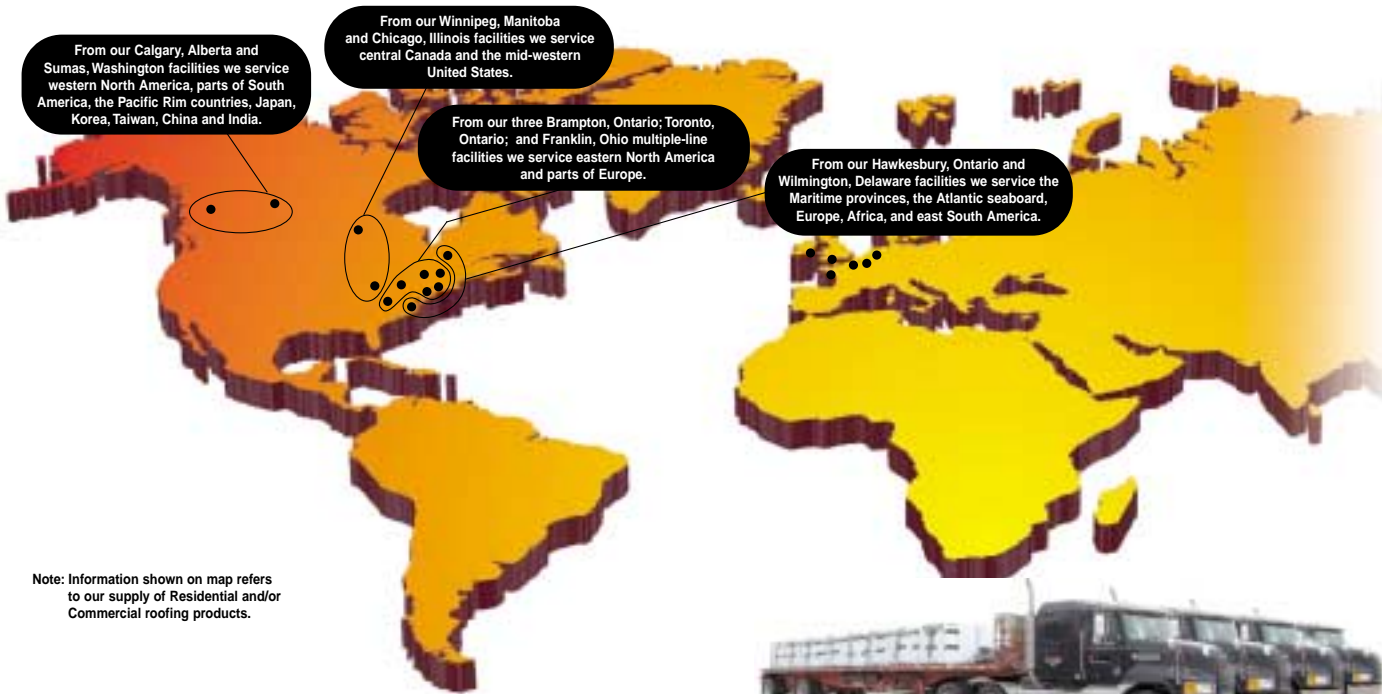 From our Calgary, Alberta and
Sumas, Washington facilities we service
western North America, parts of South
America, the Pacific Rim countries, Japan,
Korea, Taiwan, China and India.
From our Winnipeg, Manitoba
and Chicago, Illinois facilities we service
central Canada and the mid-western
United States.
From our three Brampton, Ontario; Toronto,
Ontario; and Franklin, Ohio multiple-line
facilities we service eastern North America
and parts of Europe.
From our Hawkesbury, Ontario and
Wilmington, Delaware facilities we service the
Maritime provinces, the Atlantic seaboard,
Europe, Africa, and east South America.
Note: Information shown on map refers
to our supply of Residential and/or
Commercial roofing products.